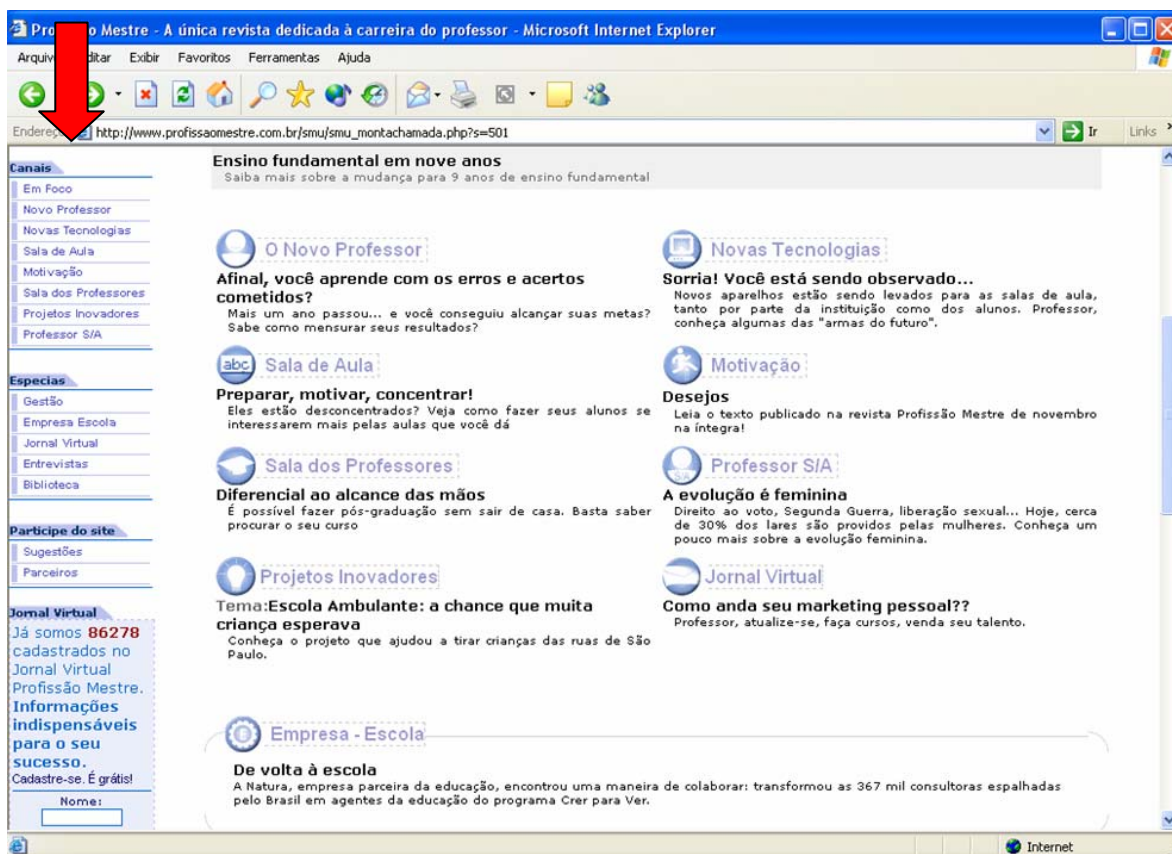 Mestre - A única revista dedicada à carreira do professor - Microsoft Internet Explorer
Exibir Favoritos Ferramentas Ajuda
http://www.profissaomestre.com.br/smu/smu_montachamada.php?s=501 Ir Links
Canais
Em Foco
Novo Professor
Novas Tecnologias
Sala de Aula
Motivação
Sala dos Professores
Projetos Inovadores
Professor S/A
Especias
Gestão
Empresa Escola
Jornal Virtual
Entrevistas
Biblioteca
Participe do site
Sugestões
Parceiros
Jornal Virtual
Já somos 86278
cadastrados no
Jornal Virtual
Profissão Mestre.
Informações
indispensáveis
para o seu
sucesso.
Cadastre-se. É grátis!
Nome:
Ensino fundamental em nove anos
Saiba mais sobre a mudança para 9 anos de ensino fundamental
O Novo Professor
Afinal, você aprende com os erros e acertos
cometidos?
Mais um ano passou... e você conseguiu alcançar suas metas?
Sabe como mensurar seus resultados?
Novas Tecnologias
Sorria! Você está sendo observado...
Novos aparelhos estão sendo levados para as salas de aula,
tanto por parte da instituição como dos alunos. Professor,
conheça algumas das "armas do futuro".
abc Sala de Aula
Preparar, motivar, concentrar!
Eles estão desconcentrados? Veja como fazer seus alunos se
interessarem mais pelas aulas que você dá
Motivação
Desejos
Leia o texto publicado na revista Profissão Mestre de novembro
na íntegra!
Sala dos Professores
Diferencial ao alcance das mãos
É possível fazer pós-graduação sem sair de casa. Basta saber
procurar o seu curso
S/A Professor S/A
A evolução é feminina
Direito ao voto, Segunda Guerra, liberação sexual... Hoje, cerca
de 30% dos lares são providos pelas mulheres. Conheça um
pouco mais sobre a evolução feminina.
Projetos Inovadores
Tema:Escola Ambulante: a chance que muita
criança esperava
Conheça o projeto que ajudou a tirar crianças das ruas de São
Paulo.
Jornal Virtual
Como anda seu marketing pessoal??
Professor, atualize-se, faça cursos, venda seu talento.
Empresa - Escola
De volta à escola
A Natura, empresa parceira da educação, encontrou uma maneira de colaborar: transformou as 367 mil consultoras espalhadas
pelo Brasil em agentes da educação do programa Crer para Ver.
Internet